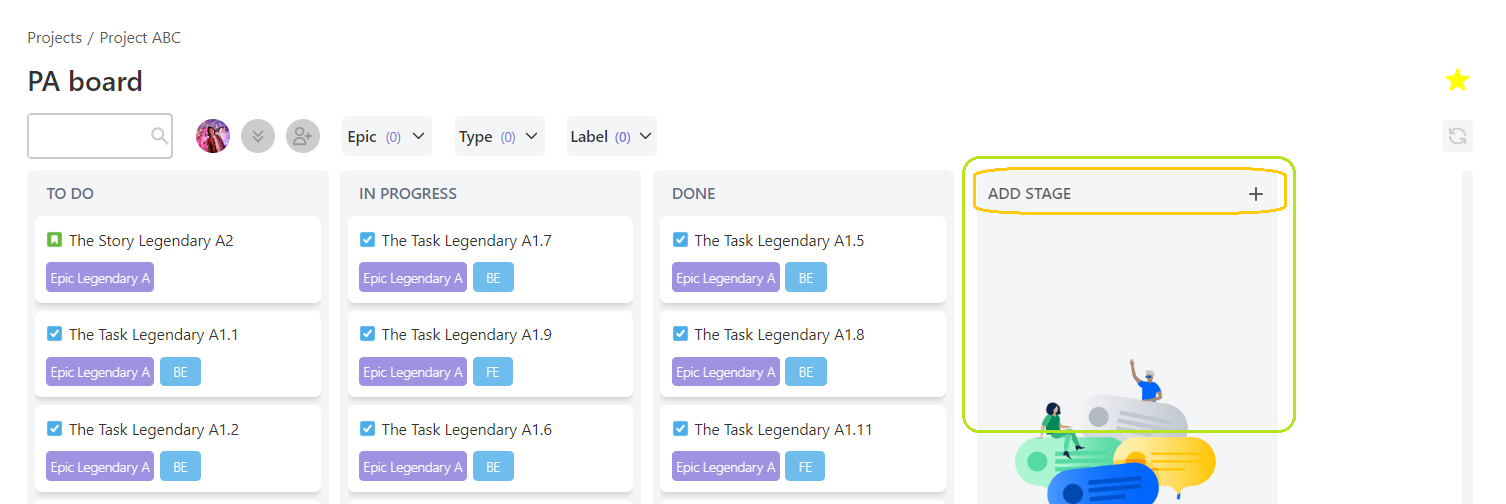 Projects / Project ABC
PA board
Epic (0) Type (0) Label (0)
TO DO
The Story Legendary A2
Epic Legendary A
The Task Legendary A1.1
Epic Legendary A BE
The Task Legendary A1.2
Epic Legendary A BE
IN PROGRESS
The Task Legendary A1.7
Epic Legendary A BE
The Task Legendary A1.9
Epic Legendary A FE
The Task Legendary A1.6
Epic Legendary A BE
DONE
The Task Legendary A1.5
Epic Legendary A BE
The Task Legendary A1.8
Epic Legendary A BE
The Task Legendary A1.11
Epic Legendary A FE
ADD STAGE +